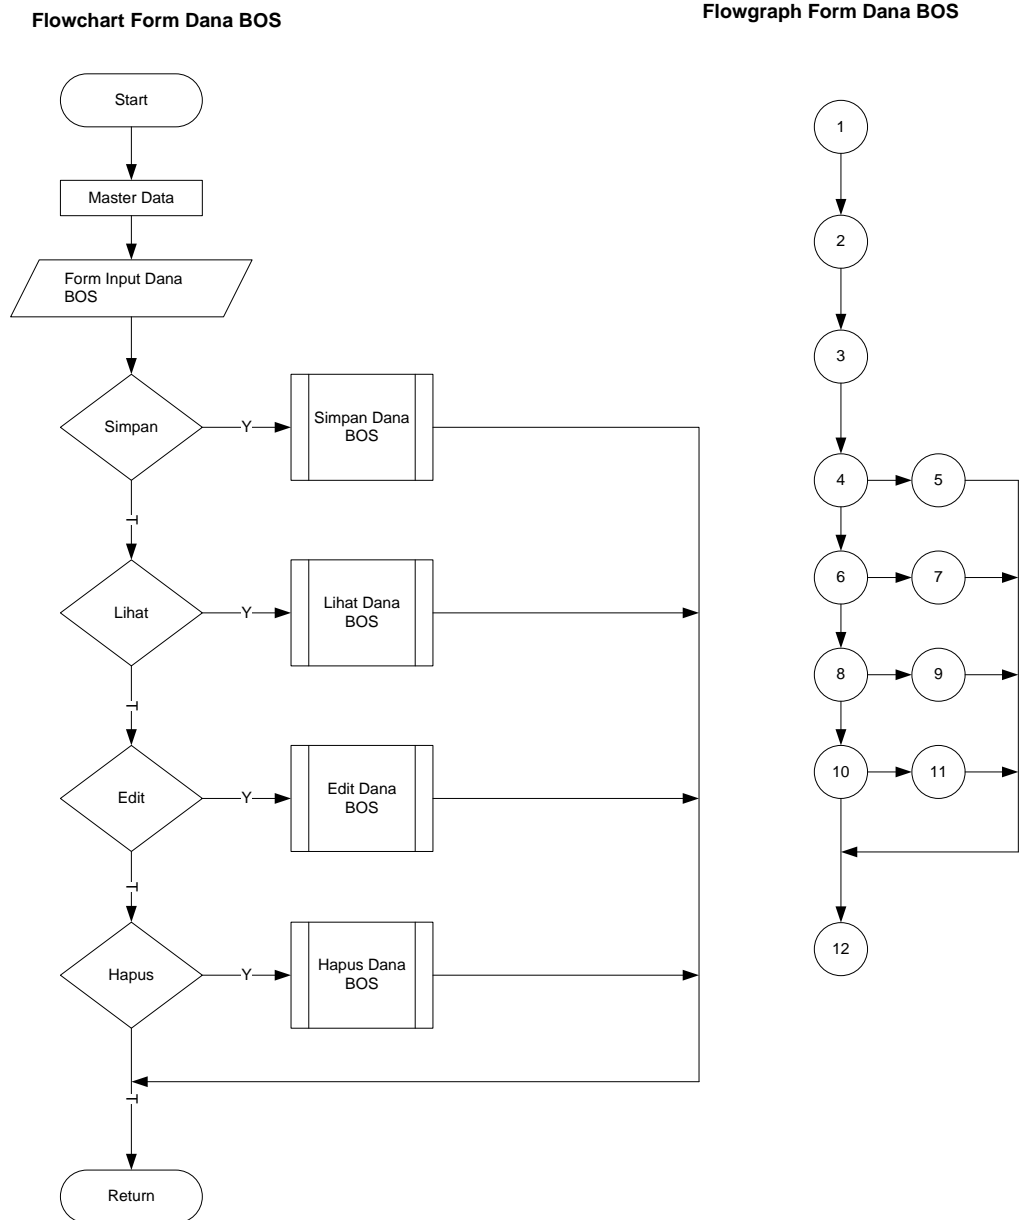 Flowchart Form Dana BOS
Start
Master Data
Form Input Dana
BOS
Simpan
Y
Simpan Dana
BOS
T
Lihat
Y
Lihat Dana
BOS
T
Edit
Y
Edit Dana
BOS
T
Hapus
Y
Hapus Dana
BOS
T
Return
Flowgraph Form Dana BOS
1
2
3
4
5
6
7
8
9
10
11
12